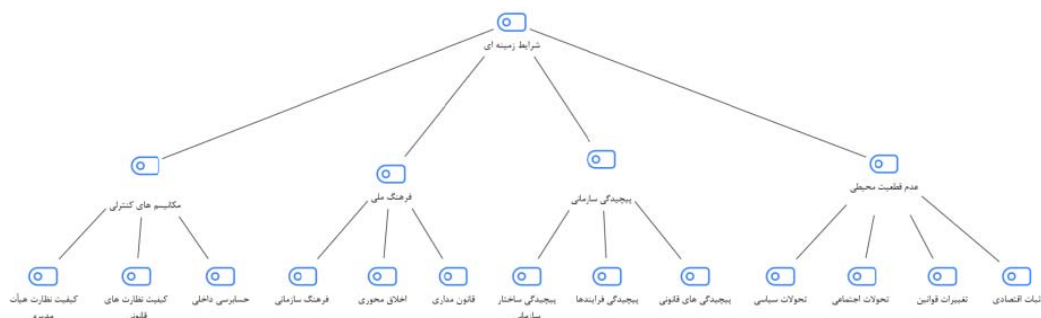 شرایط زمینه ای
عدم قطعیت محیطی
پیچیدگی سازمانی
فرهنگ ملی
مکانیسم های کنترلی
ثبات اقتصادی
تغییرات قوانین
تحولات اجتماعی
تحولات سیاسی
پیچیدگی های قانونی
پیچیدگی فرایندها
پیچیدگی ساختار
سازمانی
قانون مداری
اخلاق محوری
فرهنگ سازمانی
حسابرسی داخلی
کیفیت نظارت های
قانونی
کیفیت نظارت هیأت
مدیره